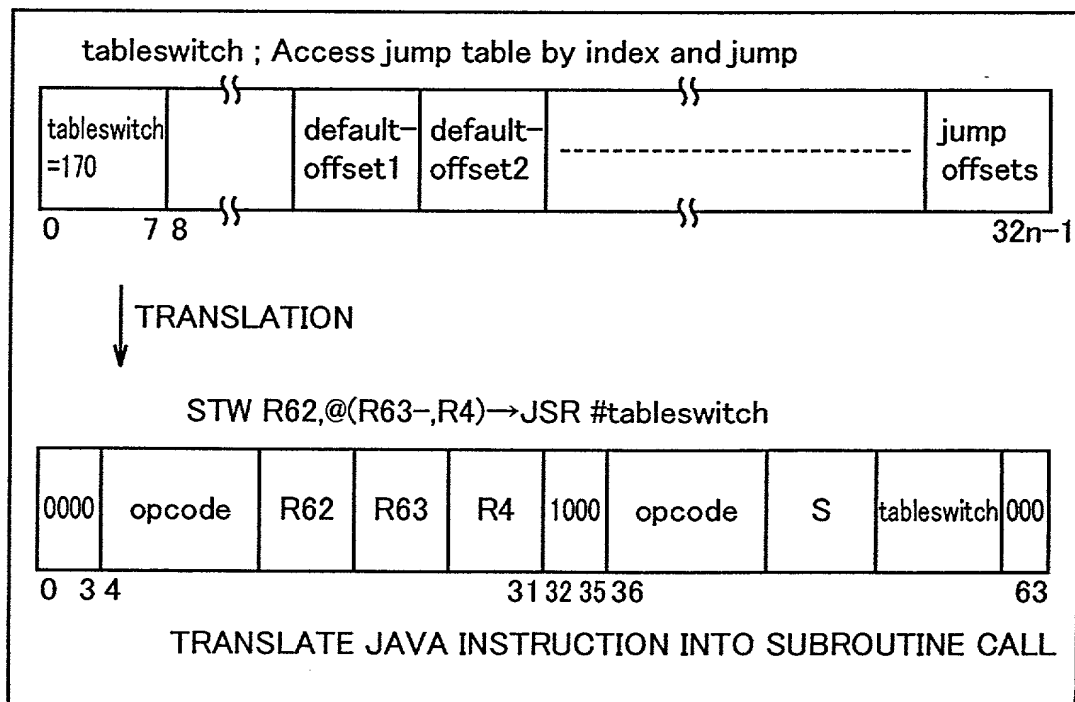 tableswitch ; Access jump table by index and jump
tableswitch
=170
default-
offset1
default-
offset2
jump
offsets
0 7 8 32n-1
TRANSLATION
STW R62,@(R63-,R4)→JSR #tableswitch
0000 opcode R62 R63 R4 1000 opcode S tableswitch 000
0 3 4 31 32 35 36 63
TRANSLATE JAVA INSTRUCTION INTO SUBROUTINE CALL